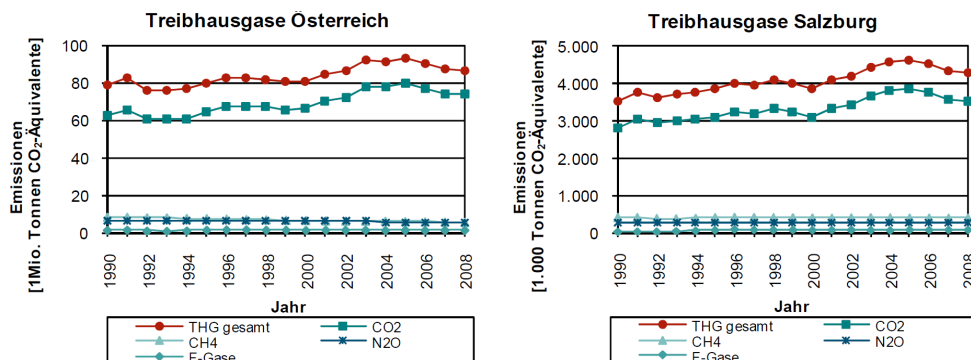 Treibhausgase Österreich
Emissionen
[1Mio. Tonnen CO₂-Äquivalente]
100
80
60
40
20
0
1990
1992
1994
1996
1998
2000
2002
2004
2006
2008
Jahr
THG gesamt
CO2
CH4
N2O
F-Gase
Treibhausgase Salzburg
Emissionen
[1.000 Tonnen CO₂-Äquivalente]
5.000
4.000
3.000
2.000
1.000
0
1990
1992
1994
1996
1998
2000
2002
2004
2006
2008
Jahr
THG gesamt
CO2
CH4
N2O
F-Gase